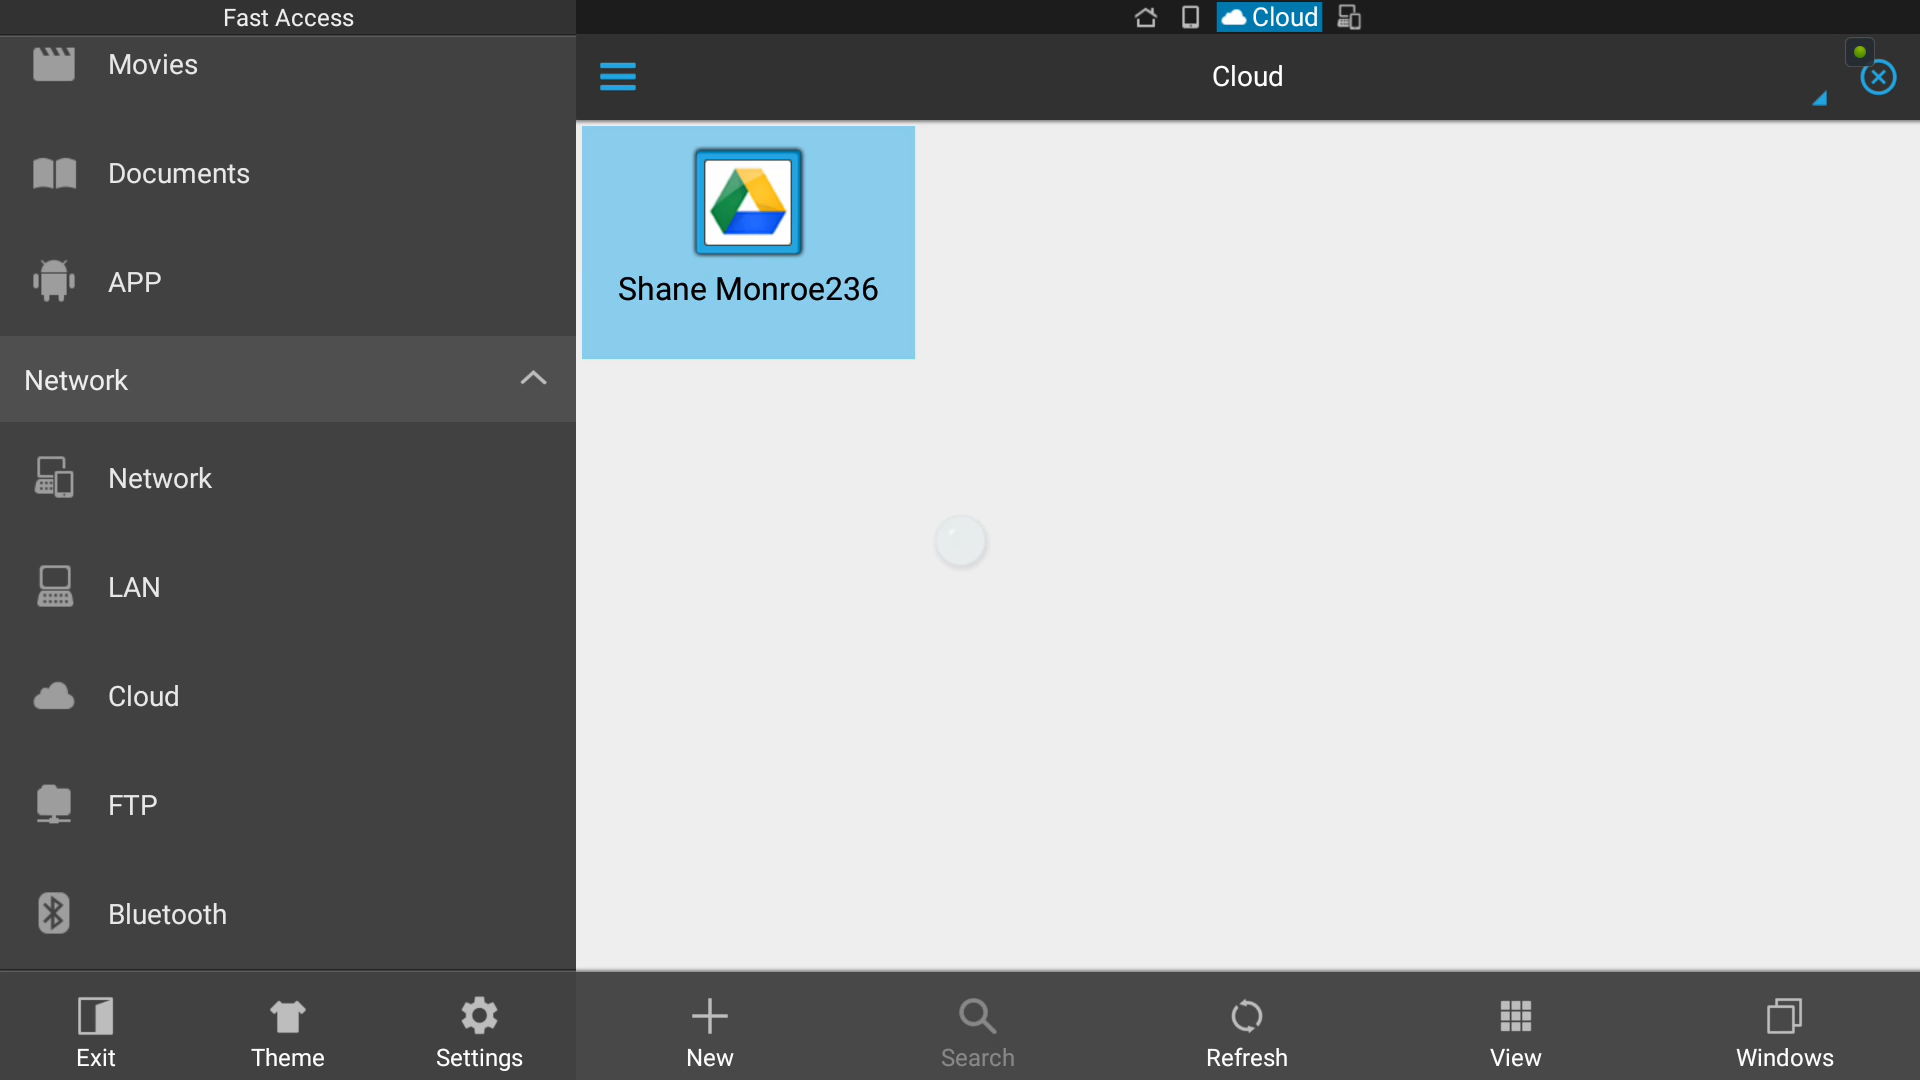 Fast Access
Movies
Documents
APP
Network
Network
LAN
Cloud
FTP
Bluetooth
Exit
Theme
Settings
Cloud
Cloud
Shane Monroe236
New
Search
Refresh
View
Windows